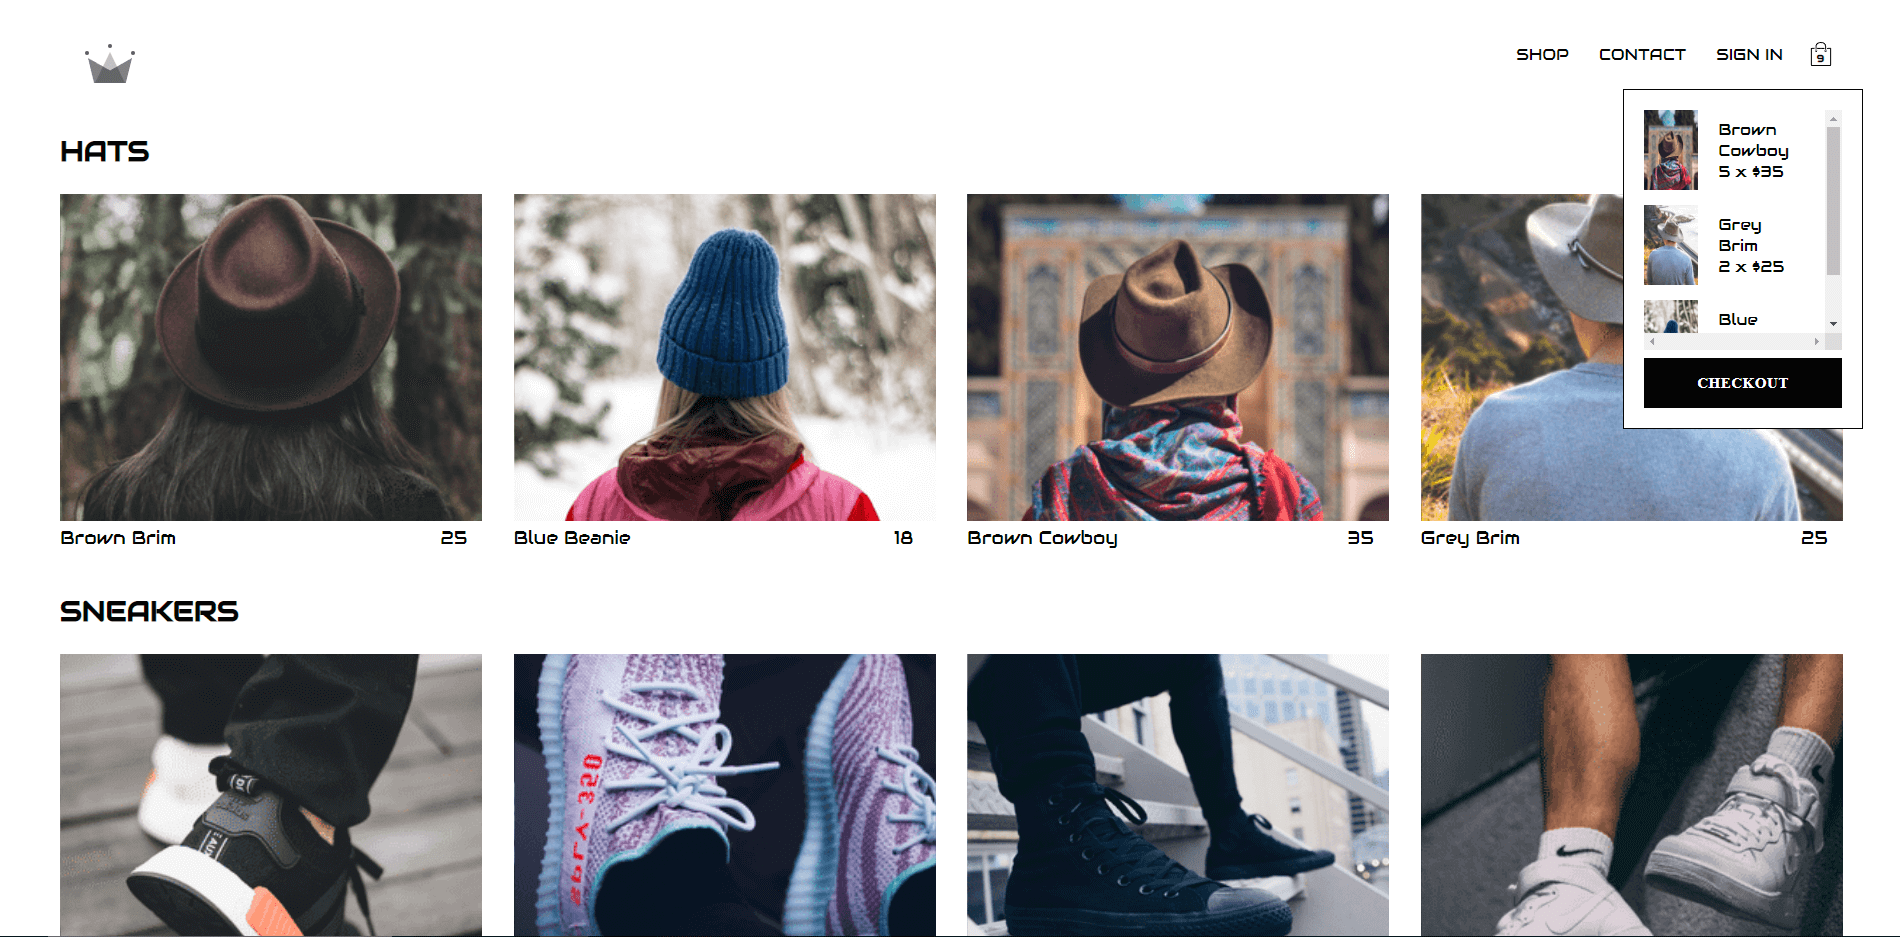 SHOP CONTACT SIGN IN 9
Brown
Cowboy
5 x $35
Grey
Brim
2 x $25
Blue
CHECKOUT
HATS
Brown Brim 25
Blue Beanie 18
Brown Cowboy 35
Grey Brim 25
SNEAKERS